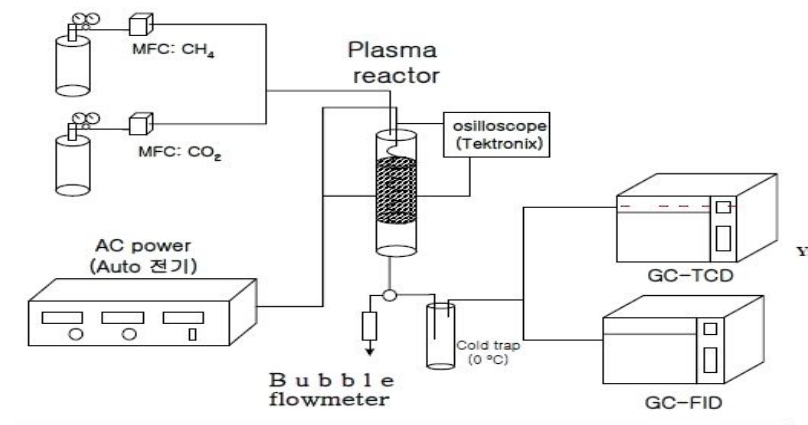 MFC: CH₄
Plasma
reactor
osilloscope
(Tektronix)
MFC: CO₂
AC power
(Auto 전기)
GC-TCD
Y
Cold trap
(0 ºC)
Bubble
flowmeter
GC-FID